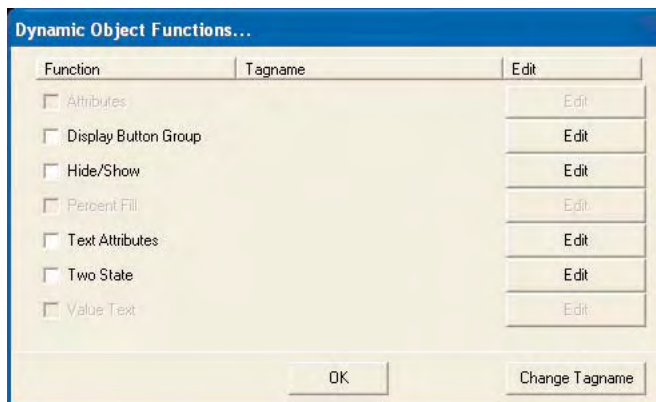 Dynamic Object Functions...
Function Tagname Edit
Attributes Edit
Display Button Group Edit
Hide/Show Edit
Percent Fill Edit
Text Attributes Edit
Two State Edit
Value Text Edit
OK Change Tagname